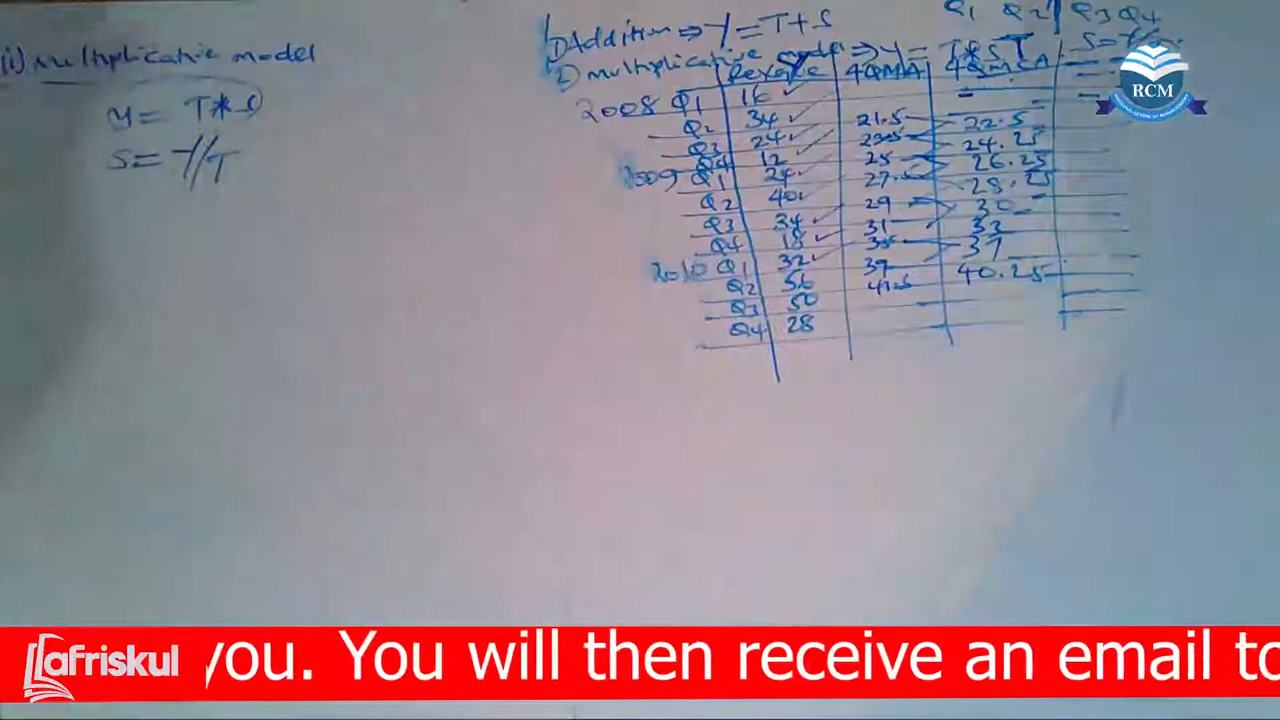 ii) Multiplicative model
y = T * S
S = Y/T
1) Addition ⇒ Y = T + S
2) Multiplicative model ⇒ Y = T * S
Q1 Q2 Q3 Q4
Y 4QMA 4QMCA T S = Y/T
2008 Q1 16 -
Q2 34 -
21.5
Q3 24 22.5
23.5
Q4 12 24.25
25
2009 Q1 24 26.25
27.5
Q2 40 28.25
29
Q3 34 30
31
Q4 18 33
35
2010 Q1 32 37
39
Q2 56 40.25
41.5
Q3 50
Q4 28
RCM
afriskul
you. You will then receive an email to